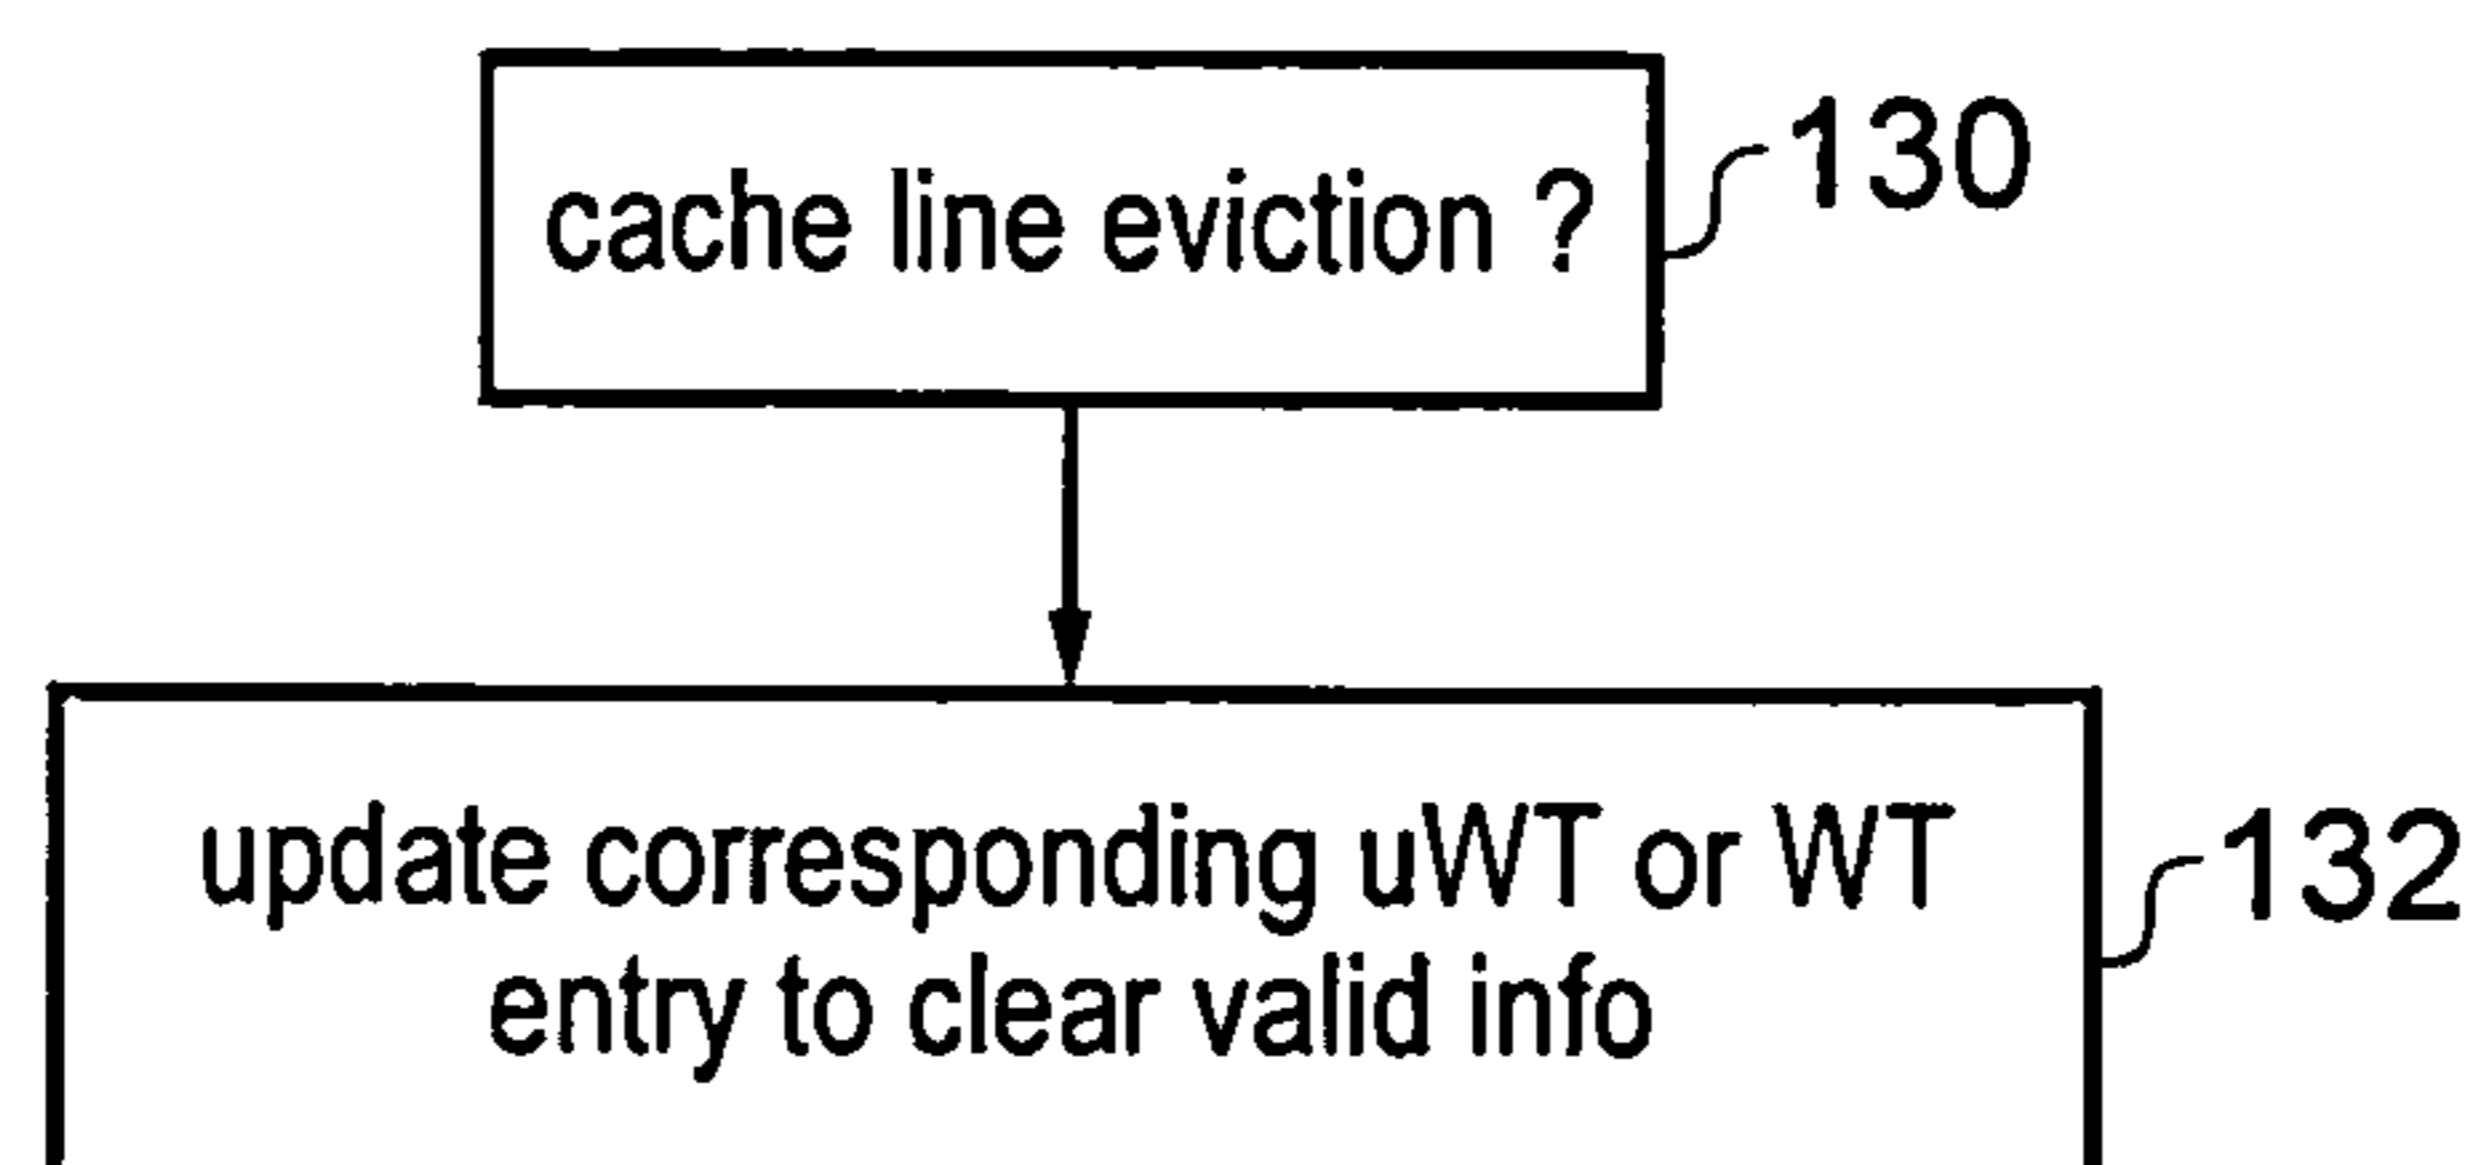 cache line eviction ?
130
update corresponding uWT or WT
entry to clear valid info
132